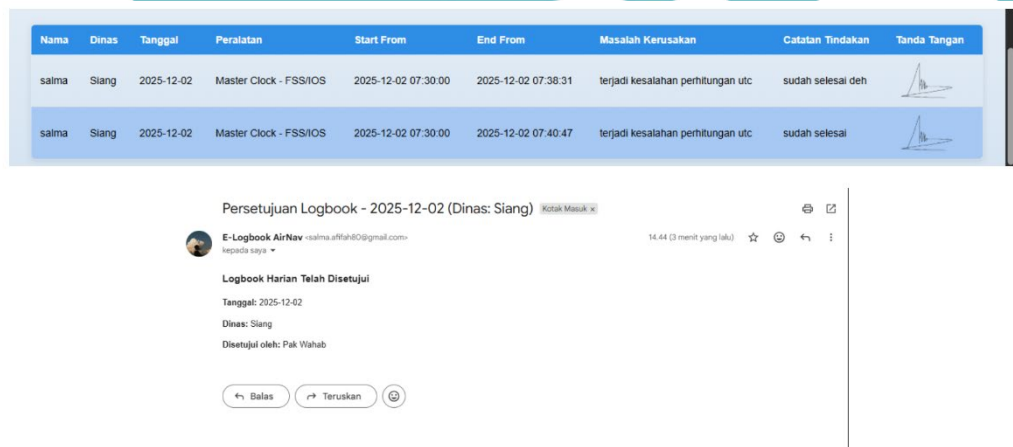 Nama Dinas Tanggal Peralatan Start From End From Masalah Kerusakan Catatan Tindakan Tanda Tangan
salma Siang 2025-12-02 Master Clock - FSS/IOS 2025-12-02 07:30:00 2025-12-02 07:38:31 terjadi kesalahan perhitungan utc sudah selesai deh
salma Siang 2025-12-02 Master Clock - FSS/IOS 2025-12-02 07:30:00 2025-12-02 07:40:47 terjadi kesalahan perhitungan utc sudah selesai
Persetujuan Logbook - 2025-12-02 (Dinas: Siang) Kotak Masuk x
E-Logbook AirNav <salma.afifah80@gmail.com> 14.44 (3 menit yang lalu)
kepada saya
Logbook Harian Telah Disetujui
Tanggal: 2025-12-02
Dinas: Siang
Disetujui oleh: Pak Wahab
Balas Teruskan